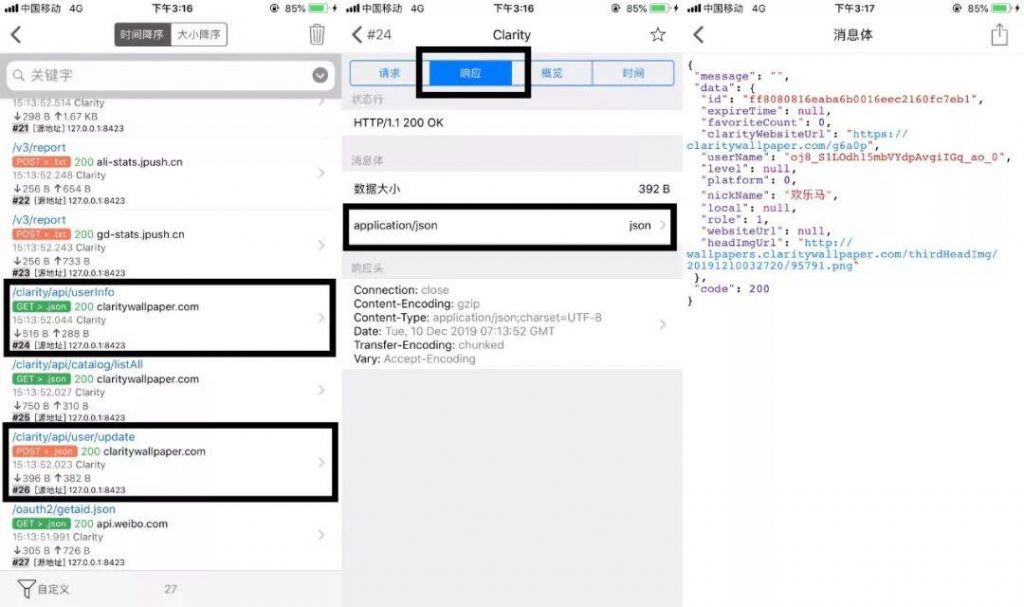 中国移动 4G 下午3:16 85%
时间降序 大小降序
关键字
15:13:52.514 Clarity
↓298 B ↑1.67 KB
#21 [源地址] 127.0.0.1:8423
/v3/report
POST > .txt 200 ali-stats.jpush.cn
15:13:52.248 Clarity
↓256 B ↑654 B
#22 [源地址] 127.0.0.1:8423
/v3/report
POST > .txt 200 gd-stats.jpush.cn
15:13:52.243 Clarity
↓256 B ↑733 B
#23 [源地址] 127.0.0.1:8423
/clarity/api/userInfo
GET > .json 200 claritywallpaper.com
15:13:52.044 Clarity
↓516 B ↑288 B
#24 [源地址] 127.0.0.1:8423
/clarity/api/catalog/listAll
GET > .json 200 claritywallpaper.com
15:13:52.027 Clarity
↓750 B ↑310 B
#25 [源地址] 127.0.0.1:8423
/clarity/api/user/update
POST > .json 200 claritywallpaper.com
15:13:52.023 Clarity
↓396 B ↑382 B
#26 [源地址] 127.0.0.1:8423
/oauth2/getaid.json
GET > .json 200 api.weibo.com
15:13:51.991 Clarity
↓305 B ↑726 B
#27 [源地址] 127.0.0.1:8423
自定义 27
中国移动 4G 下午3:16 85%
#24 Clarity
请求 响应 概览 时间
状态行
HTTP/1.1 200 OK
消息体
数据大小 392 B
application/json json
响应头
Connection: close
Content-Encoding: gzip
Content-Type: application/json;charset=UTF-8
Date: Tue, 10 Dec 2019 07:13:52 GMT
Transfer-Encoding: chunked
Vary: Accept-Encoding
中国移动 4G 下午3:17 85%
消息体
{
"message": "",
"data": {
"id": "ff8080816eaba6b0016eec2160fc7eb1",
"expireTime": null,
"favoriteCount": 0,
"clarityWebsiteUrl": "https://
claritywallpaper.com/g6a0p",
"userName": "oj8_S1LOdh15mbVYdpAvgiIGq_ao_0",
"level": null,
"platform": 0,
"nickName": "欢乐马",
"local": null,
"role": 1,
"websiteUrl": null,
"headImgUrl": "http://
wallpapers.claritywallpaper.com/thirdHeadImg/
20191210032720/95791.png"
},
"code": 200
}